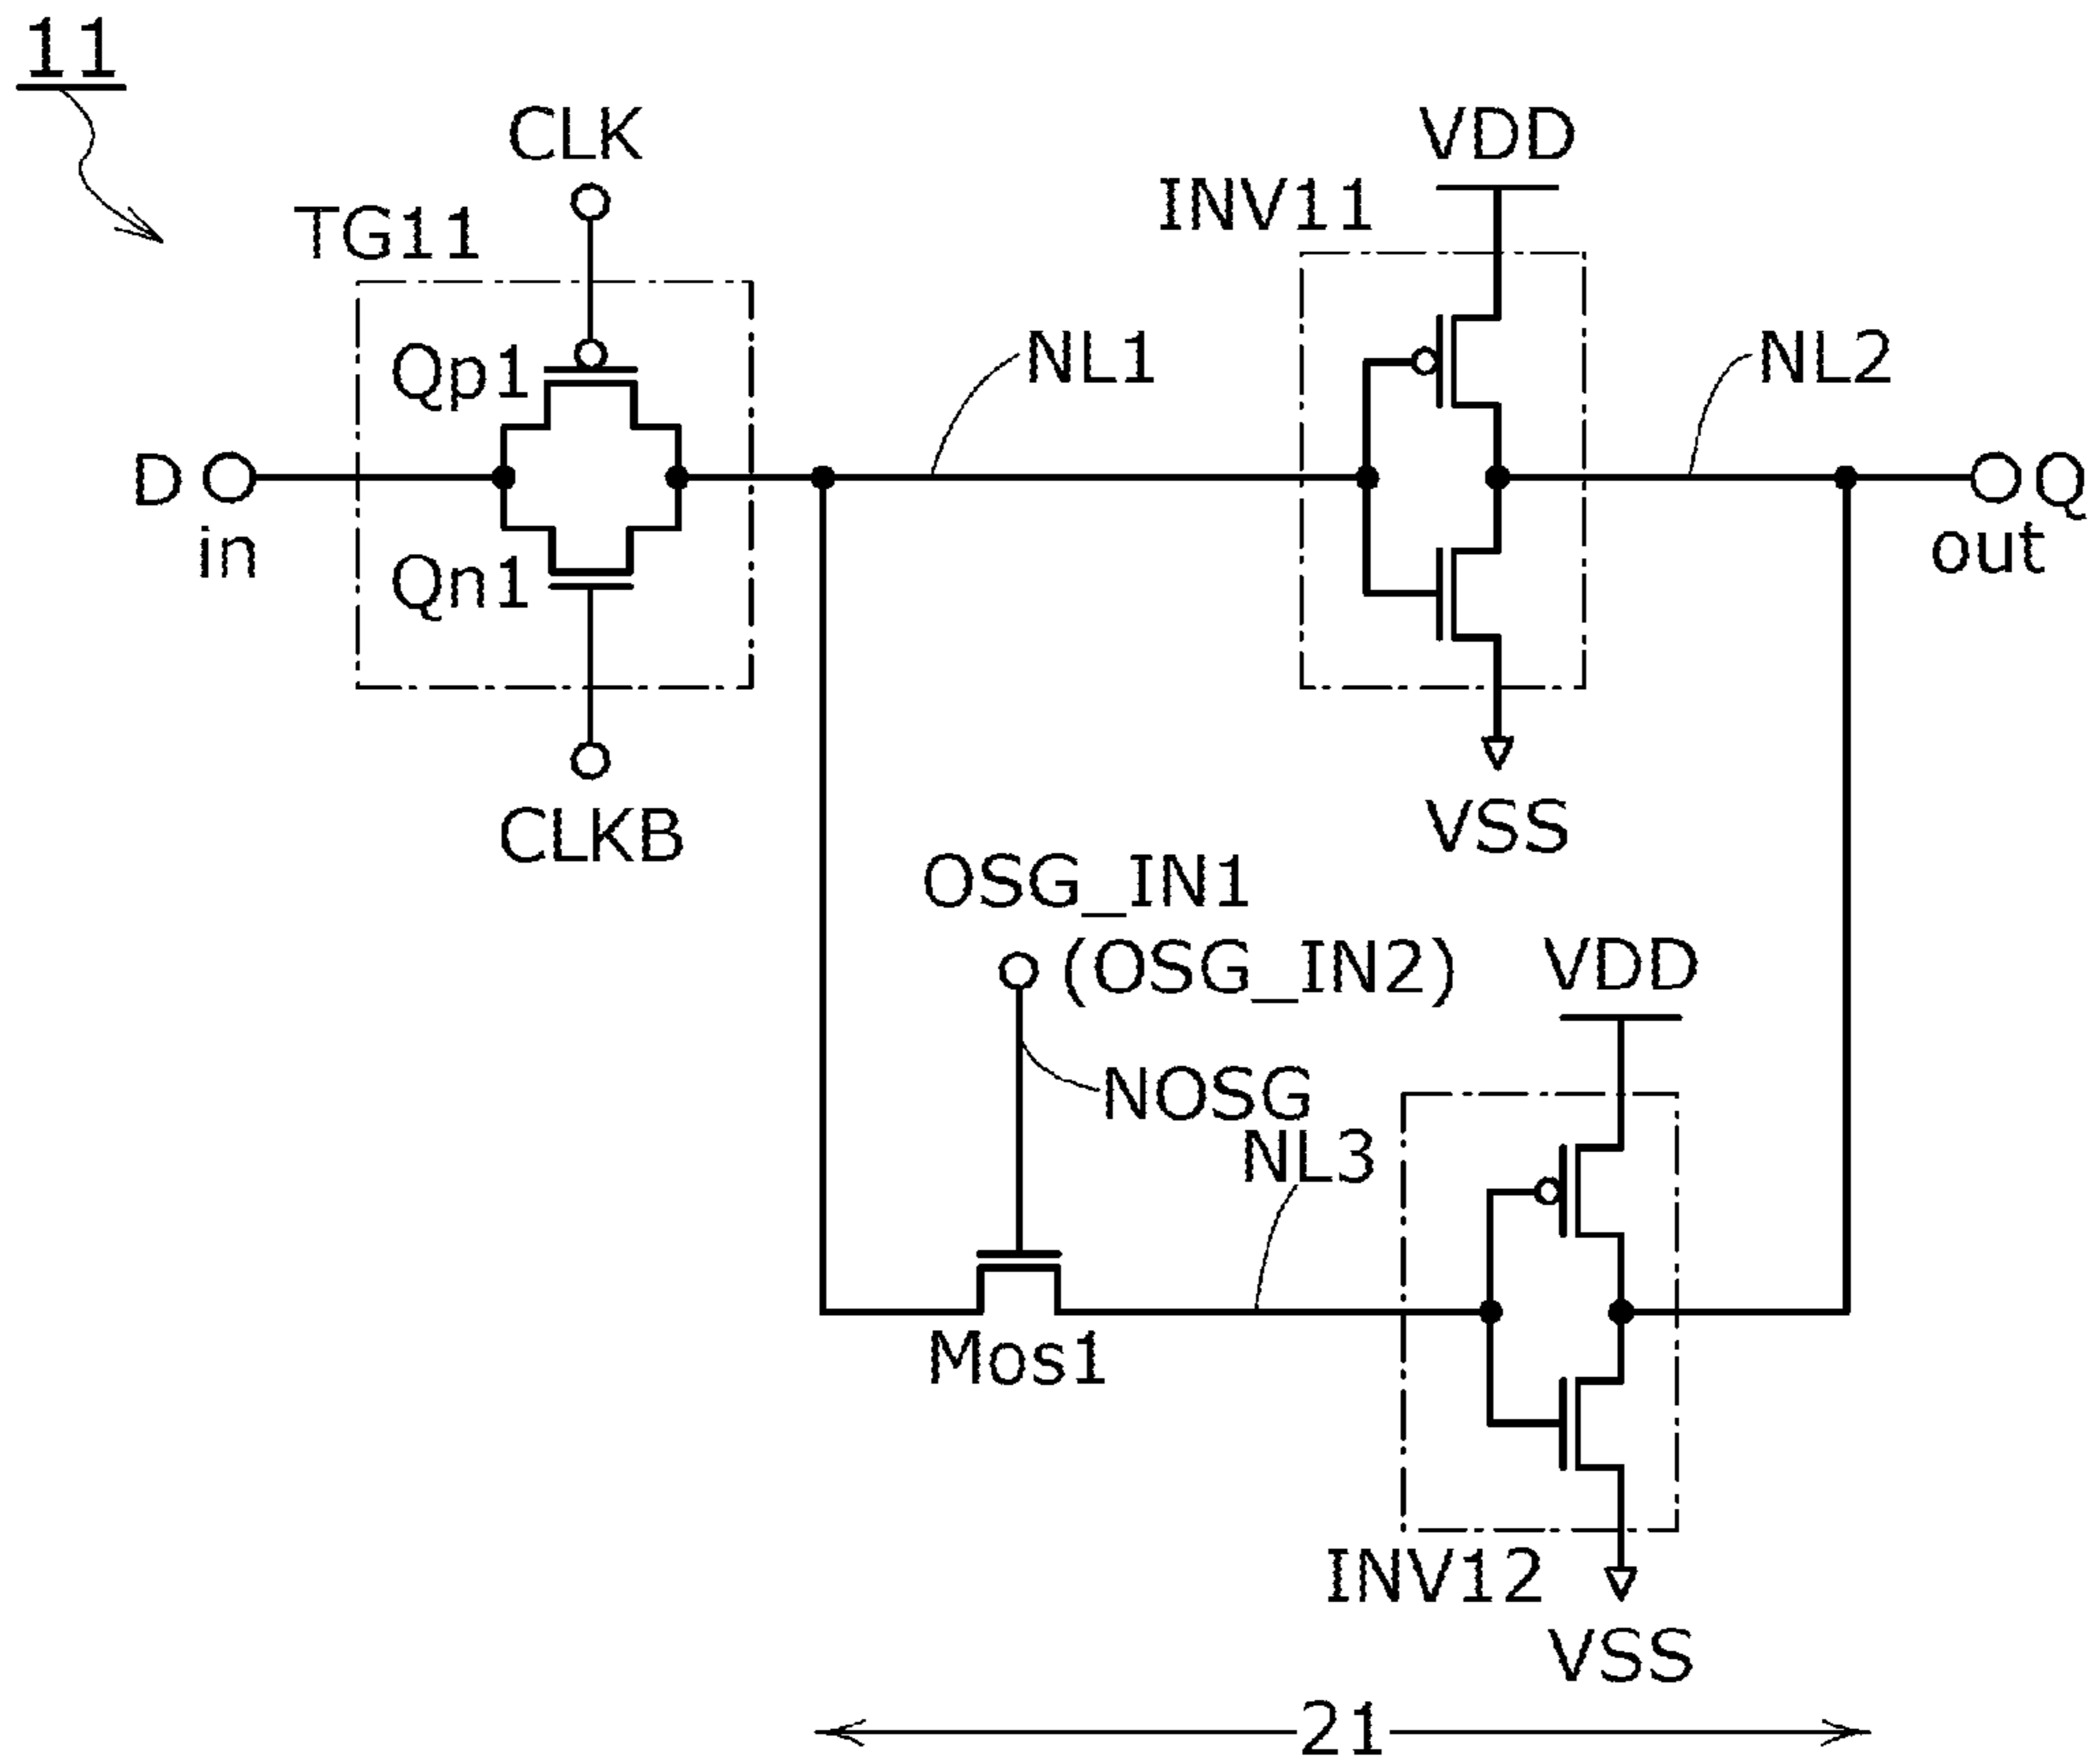 11
CLK
VDD
INV11
TG11
NL1
NL2
Qp1
D
Q
in
out
Qn1
CLKB
VSS
OSG_IN1
(OSG_IN2)
VDD
NOSG
NL3
Mos1
INV12
VSS
21